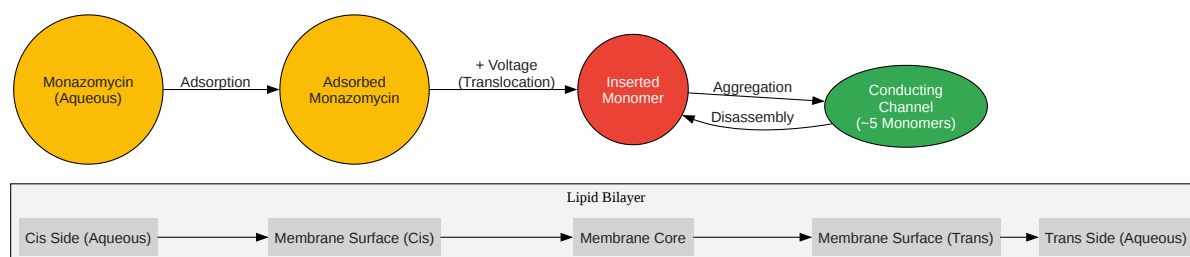 Monazomycin
(Aqueous)
Adsorption
Adsorbed
Monazomycin
+ Voltage
(Translocation)
Inserted
Monomer
Aggregation
Disassembly
Conducting
Channel
(~5 Monomers)
Lipid Bilayer
Cis Side (Aqueous)
Membrane Surface (Cis)
Membrane Core
Membrane Surface (Trans)
Trans Side (Aqueous)